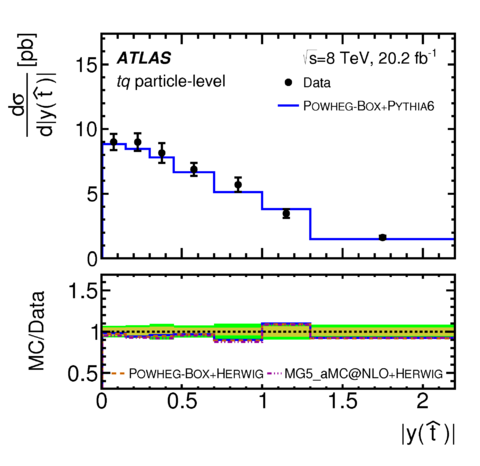 ATLAS √s=8 TeV, 20.2 fb⁻¹
tq particle-level Data
POWHEG-BOX+PYTHIA6
dσ/d|y(t̂)| [pb]
15
10
5
0
MC/Data
1.5
1
0.5
POWHEG-BOX+HERWIG MG5_aMC@NLO+HERWIG
0 0.5 1 1.5 2
|y(t̂)|